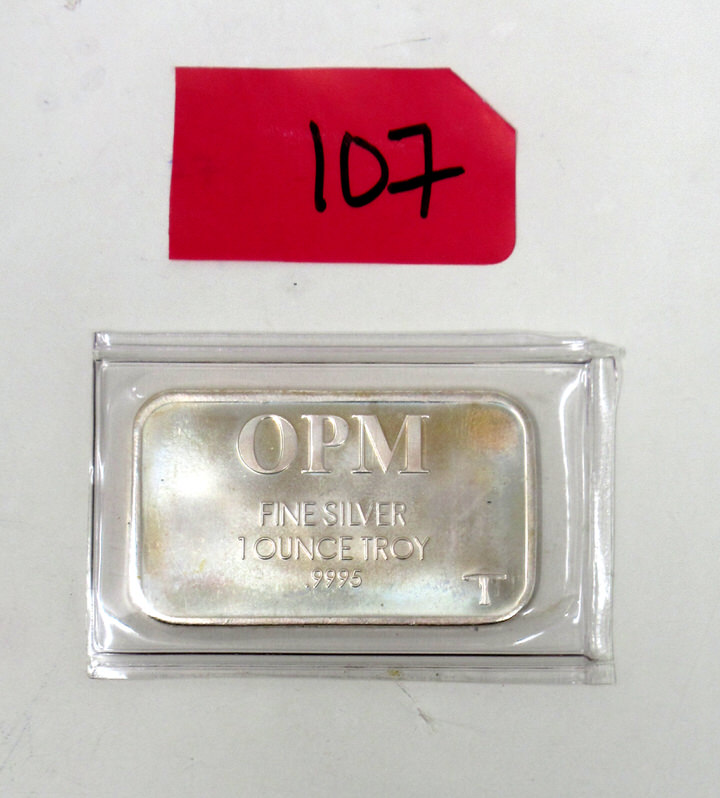 107
OPM
FINE SILVER
1 OUNCE TROY
.9995
T